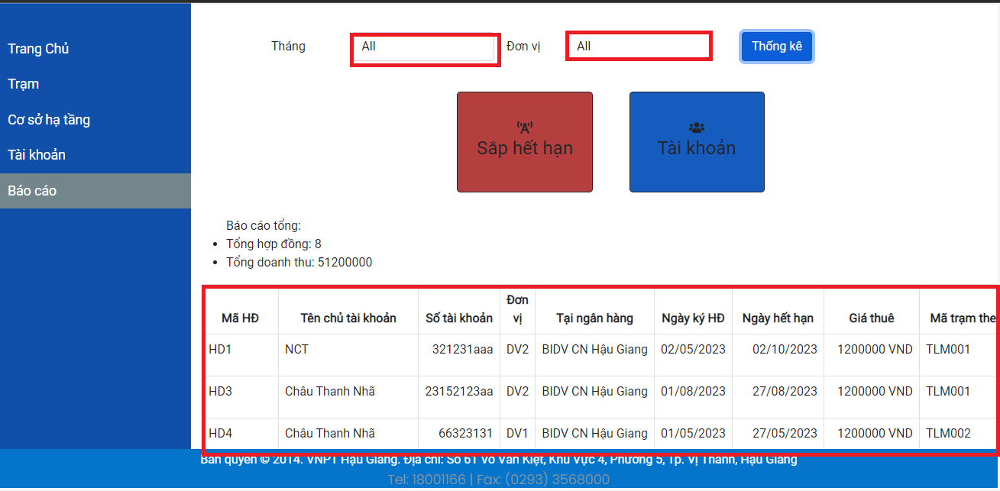 Trang Chủ
Trạm
Cơ sở hạ tầng
Tài khoản
Báo cáo
Tháng All Đơn vị All Thống kê
Sắp hết hạn
Tài khoản
Báo cáo tổng:
• Tổng hợp đồng: 8
• Tổng doanh thu: 51200000
Mã HĐ Tên chủ tài khoản Số tài khoản Đơn vị Tại ngân hàng Ngày ký HĐ Ngày hết hạn Giá thuê Mã trạm the
HD1 NCT 321231aaa DV2 BIDV CN Hậu Giang 02/05/2023 02/10/2023 1200000 VND TLM001
HD3 Châu Thanh Nhã 23152123aa DV2 BIDV CN Hậu Giang 01/08/2023 27/08/2023 1200000 VND TLM001
HD4 Châu Thanh Nhã 66323131 DV1 BIDV CN Hậu Giang 01/05/2023 27/05/2023 1200000 VND TLM002
Bản quyền © 2014. VNPT Hậu Giang. Địa chỉ: Số 61 Võ Văn Kiệt, Khu Vực 4, Phường 5, Tp. Vị Thanh, Hậu Giang
Tel: 18001166 | Fax: (0293) 3568000